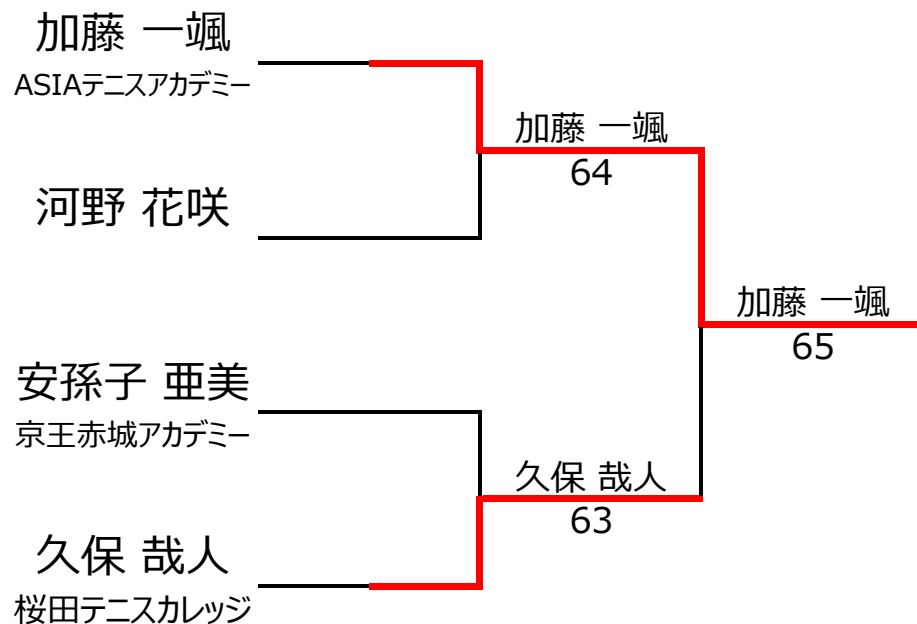 加藤 一颯
ASIAテニスアカデミー
加藤 一颯
64
河野 花咲
加藤 一颯
65
安孫子 亜美
京王赤城アカデミー
久保 哉人
63
久保 哉人
桜田テニスカレッジ